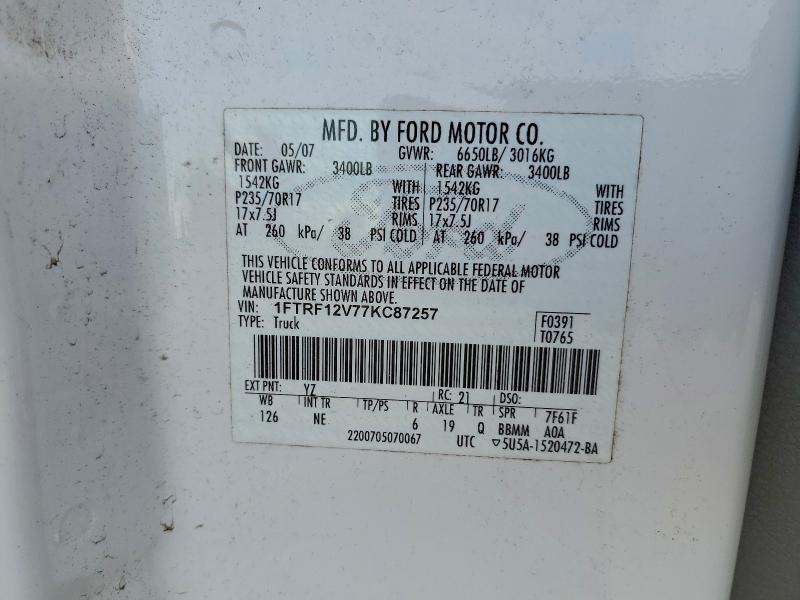 MFD. BY FORD MOTOR CO.
DATE: 05/07 GVWR: 6650LB/ 3016KG
FRONT GAWR: 3400LB REAR GAWR: 3400LB
1542KG WITH 1542KG WITH
P235/70R17 TIRES P235/70R17 TIRES
17x7.5J RIMS 17x7.5J RIMS
AT 260 kPa/ 38 PSI COLD AT 260 kPa/ 38 PSI COLD
Ford
THIS VEHICLE CONFORMS TO ALL APPLICABLE FEDERAL MOTOR
VEHICLE SAFETY STANDARDS IN EFFECT ON THE DATE OF
MANUFACTURE SHOWN ABOVE.
VIN: 1FTRF12V77KC87257 F0391
TYPE: Truck T0765
EXT PNT: YZ RC: 21 DSO:
WB INT TR TP/PS R AXLE TR SPR 7F61F
126 NE 6 19 Q BBMM AOA
2200705070067 UTC ▽5U5A-1520472-BA